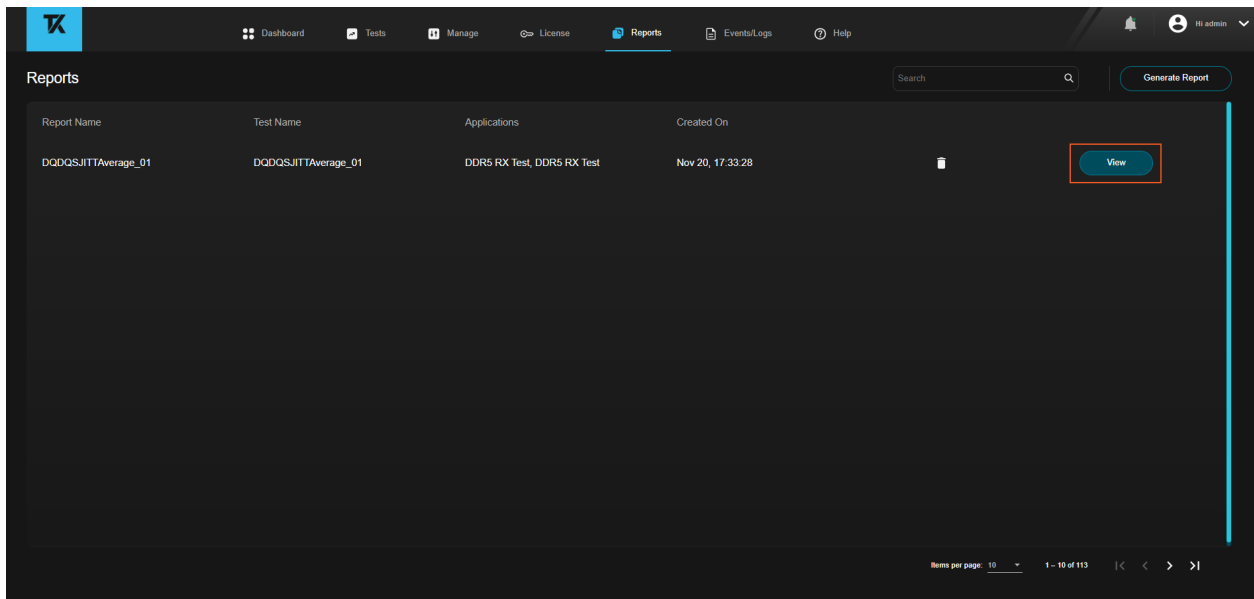 TK Dashboard Tests Manage License Reports Events/Logs Help Hi admin
Reports Search Generate Report
Report Name Test Name Applications Created On
DQDQSJITTAverage_01 DQDQSJITTAverage_01 DDR5 RX Test, DDR5 RX Test Nov 20, 17:33:28 View
Items per page: 10 1 – 10 of 113